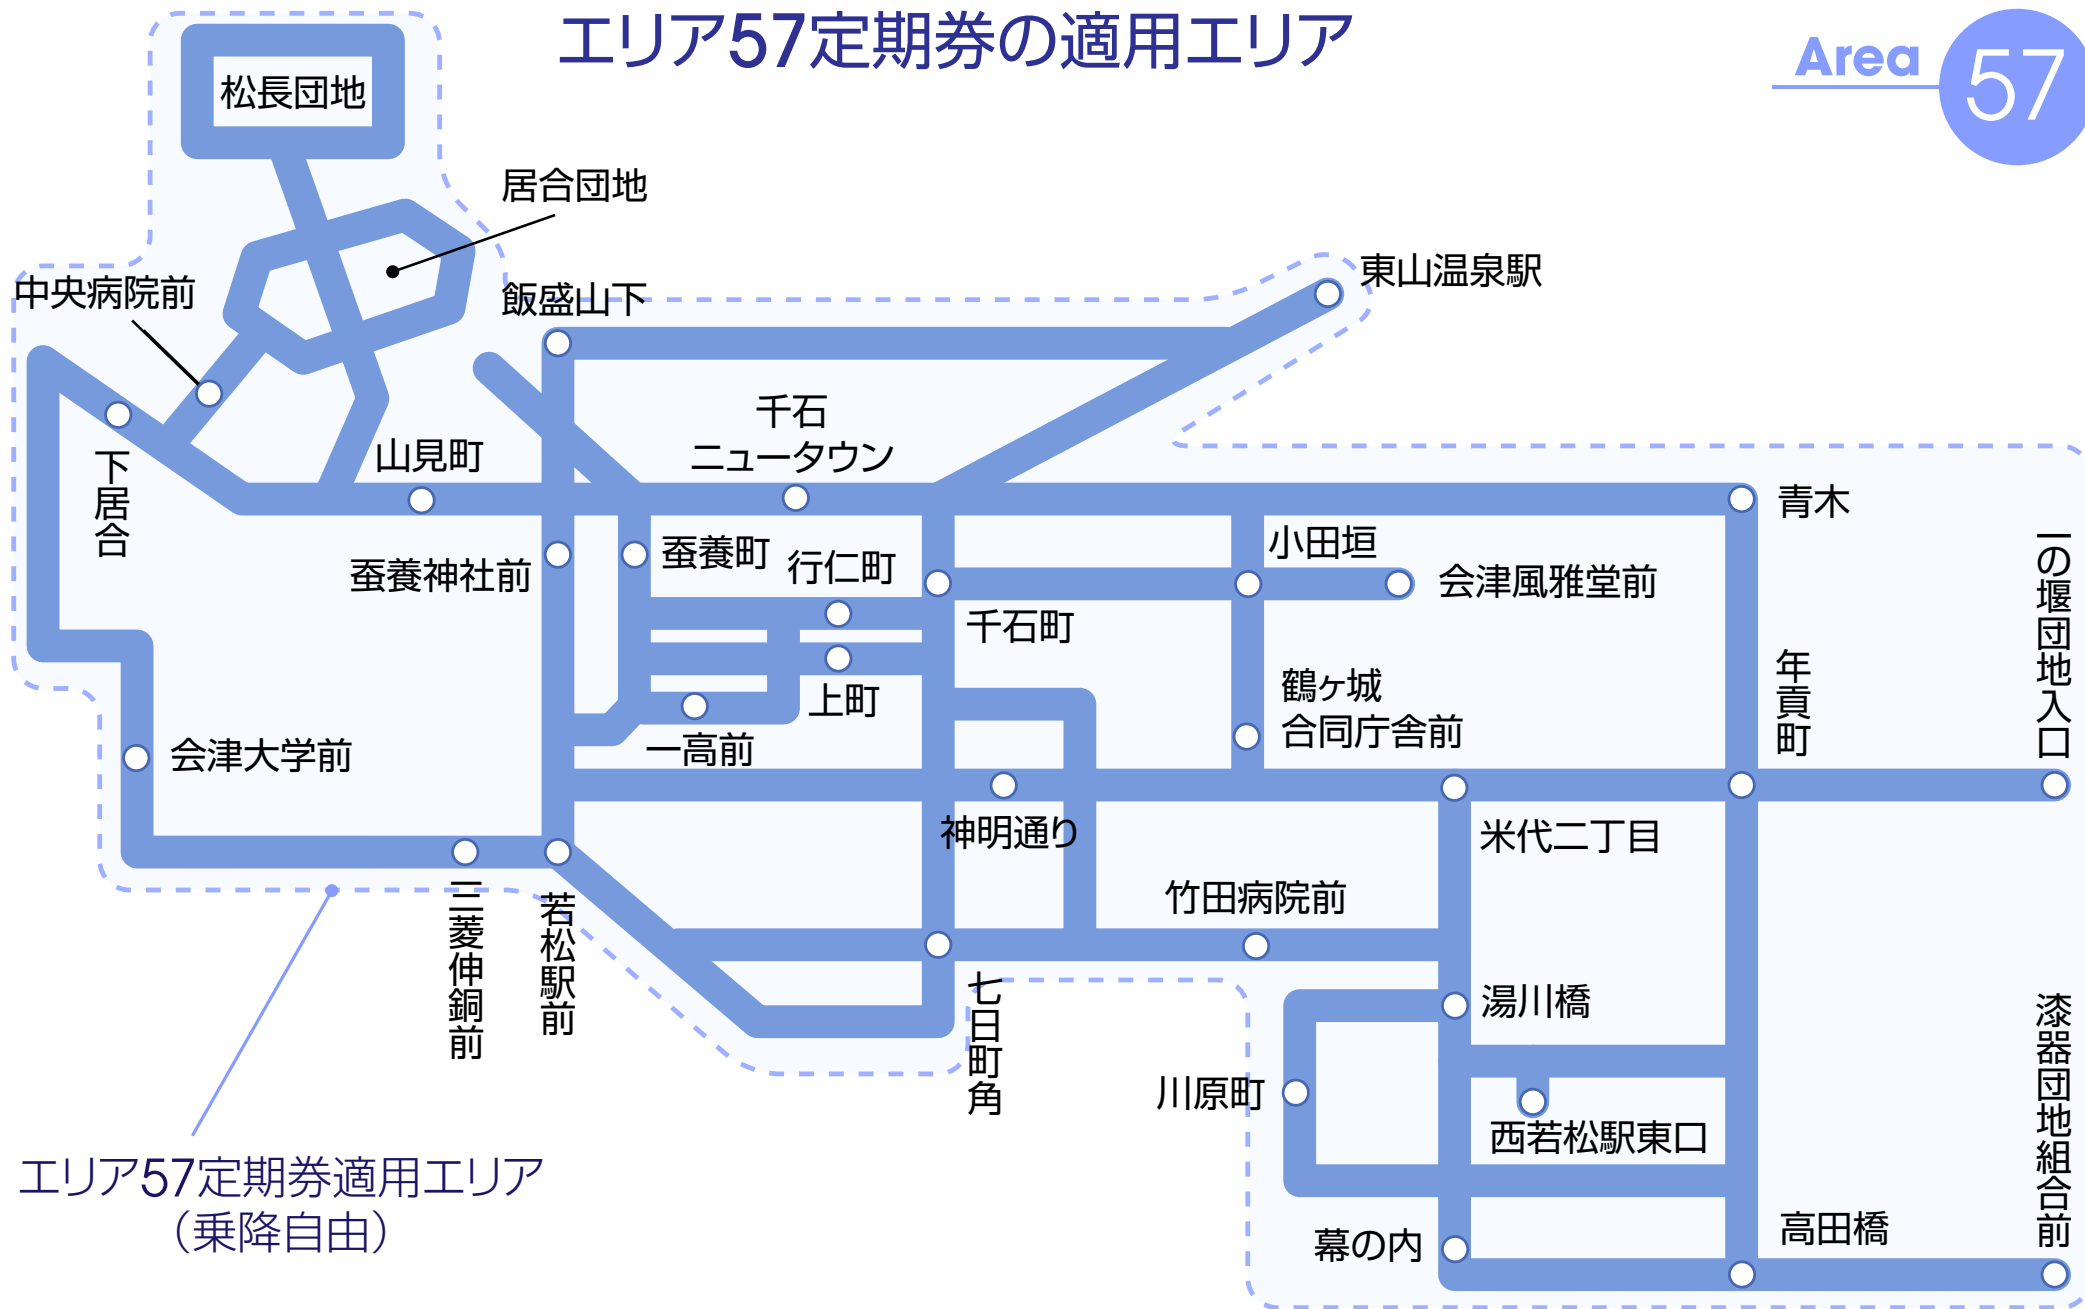 エリア57定期券の適用エリア
Area
57
松長団地
居合団地
中央病院前
飯盛山下
東山温泉駅
千石
ニュータウン
山見町
下居合
青木
蚕養神社前
蚕養町
行仁町
小田垣
会津風雅堂前
一の堰団地入口
千石町
年貢町
上町
鶴ヶ城
合同庁舎前
一高前
会津大学前
神明通り
米代二丁目
竹田病院前
三菱伸銅前
若松駅前
七日町角
湯川橋
漆器団地組合前
川原町
西若松駅東口
エリア57定期券適用エリア
（乗降自由）
幕の内
高田橋